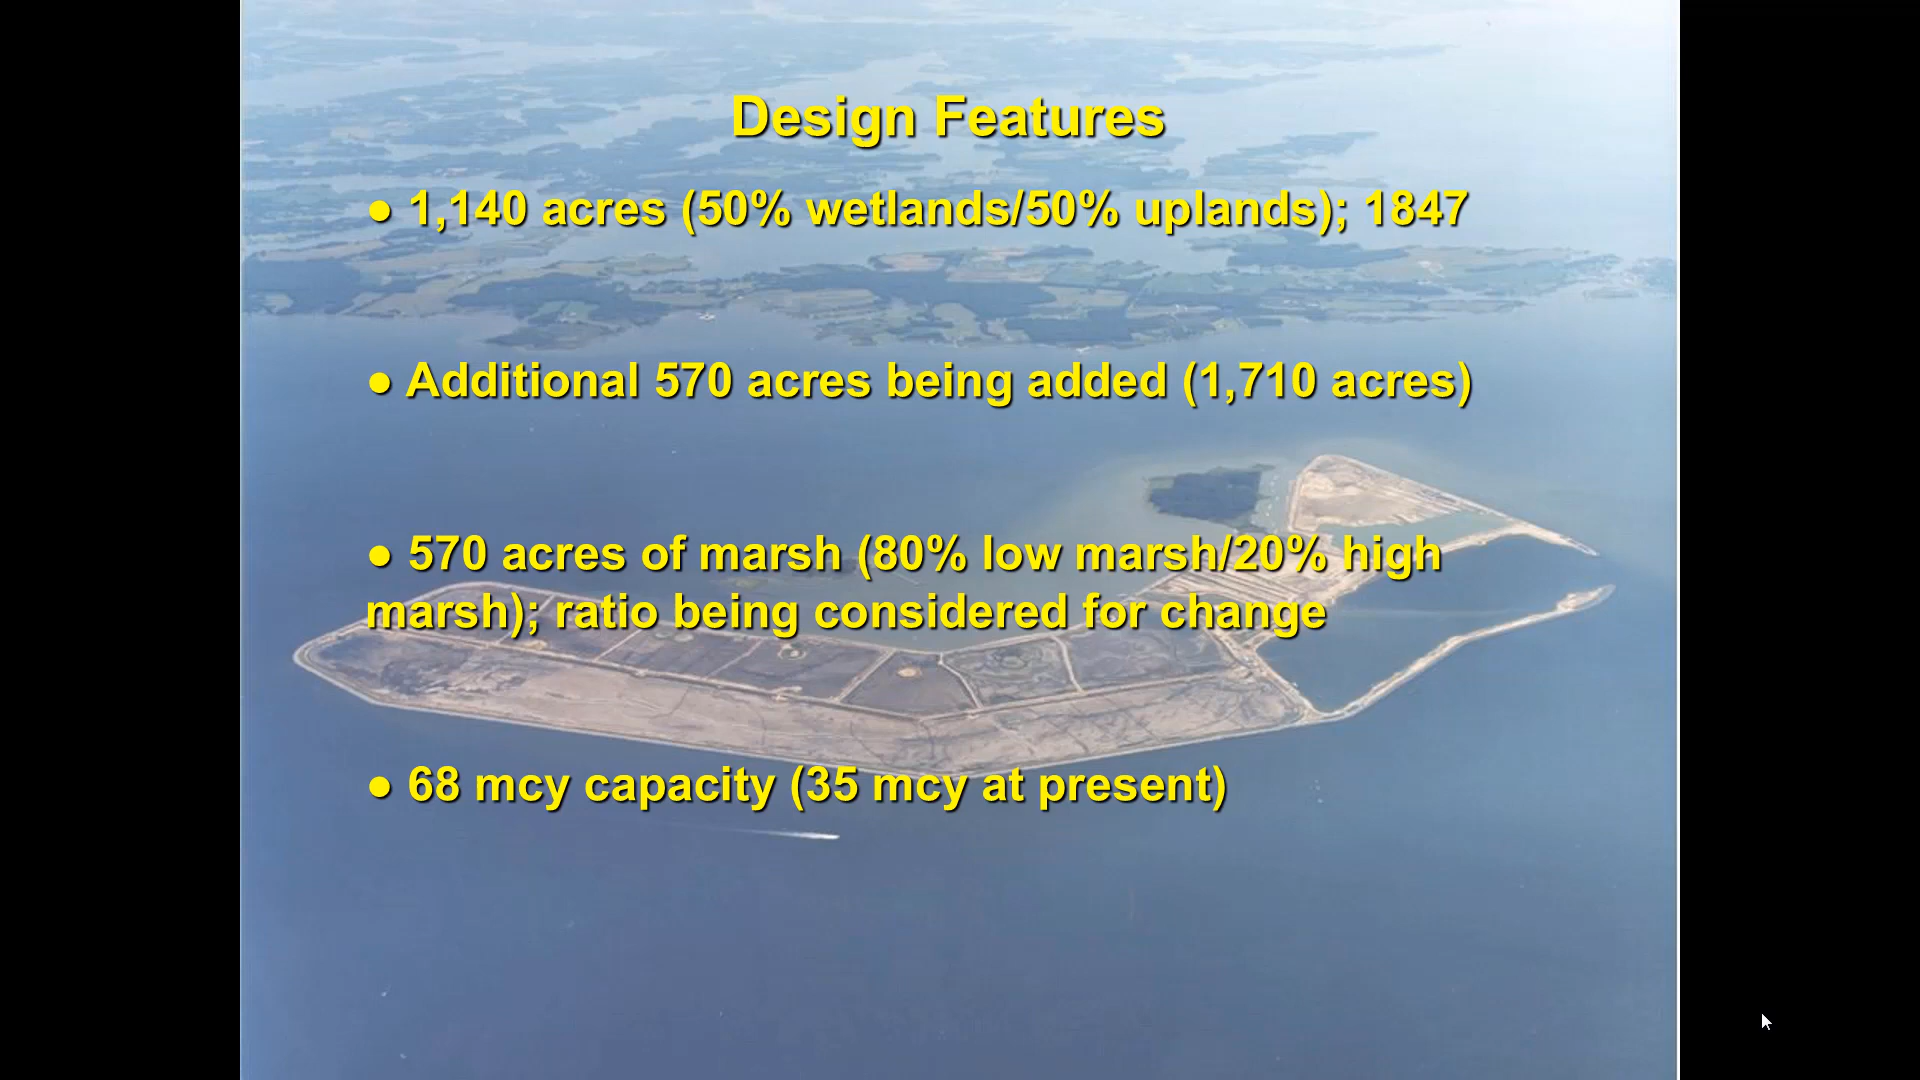 Design Features
● 1,140 acres (50% wetlands/50% uplands); 1847
● Additional 570 acres being added (1,710 acres)
● 570 acres of marsh (80% low marsh/20% high
marsh); ratio being considered for change
● 68 mcy capacity (35 mcy at present)